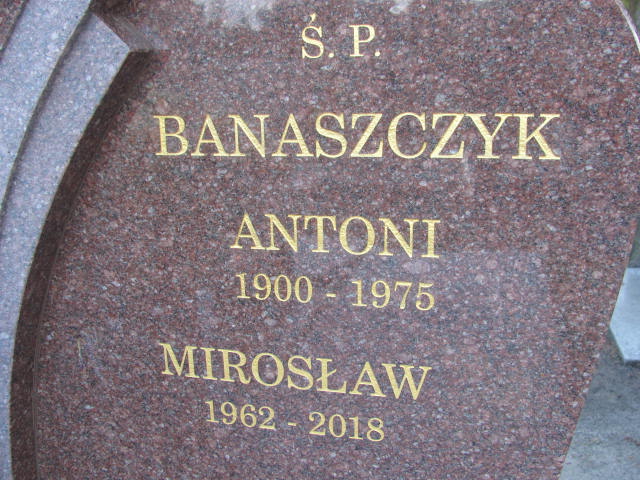 Ś. P.
BANASZCZYK
ANTONI
1900 - 1975
MIROSŁAW
1962 - 2018